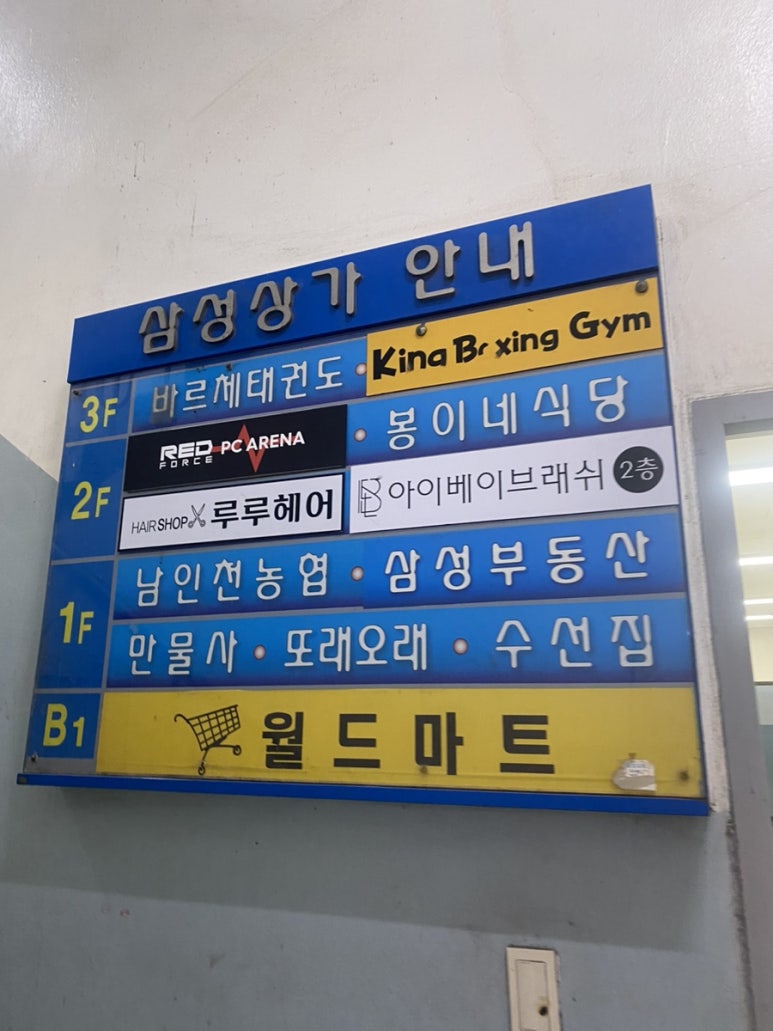 삼성상가 안내
3F 바르체태권도 • Kina Boxing Gym
RED FORCE PC ARENA • 봉이네식당
2F
HAIR SHOP 루루헤어 아이베이브래쉬 2층
1F
남인천농협 • 삼성부동산
만물사 • 또래오래 • 수선집
B1 월드마트